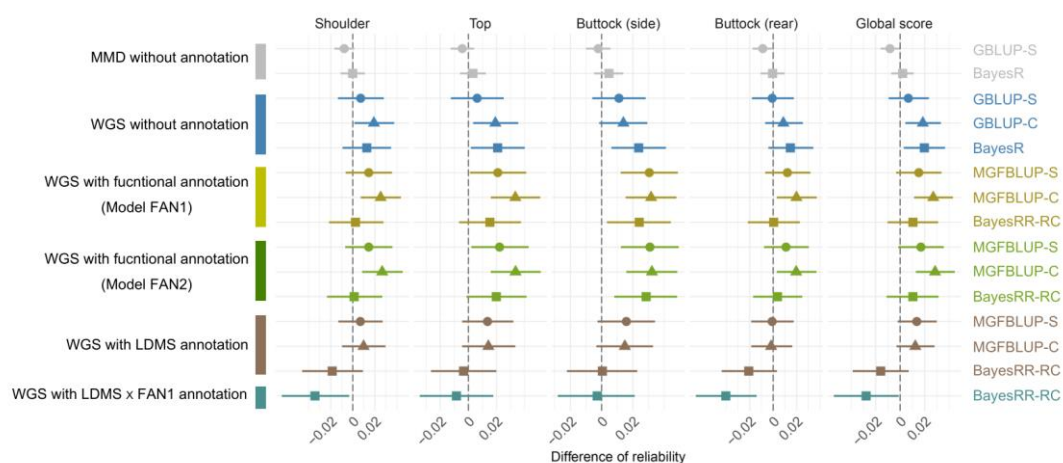 Shoulder Top Buttock (side) Buttock (rear) Global score
MMD without annotation
GBLUP-S
BayesR
WGS without annotation
GBLUP-S
GBLUP-C
BayesR
WGS with fucntional annotation
(Model FAN1)
MGFBLUP-S
MGFBLUP-C
BayesRR-RC
WGS with fucntional annotation
(Model FAN2)
MGFBLUP-S
MGFBLUP-C
BayesRR-RC
WGS with LDMS annotation
MGFBLUP-S
MGFBLUP-C
BayesRR-RC
WGS with LDMS x FAN1 annotation
BayesRR-RC
−0.02 0 0.02 −0.02 0 0.02 −0.02 0 0.02 −0.02 0 0.02 −0.02 0 0.02
Difference of reliability